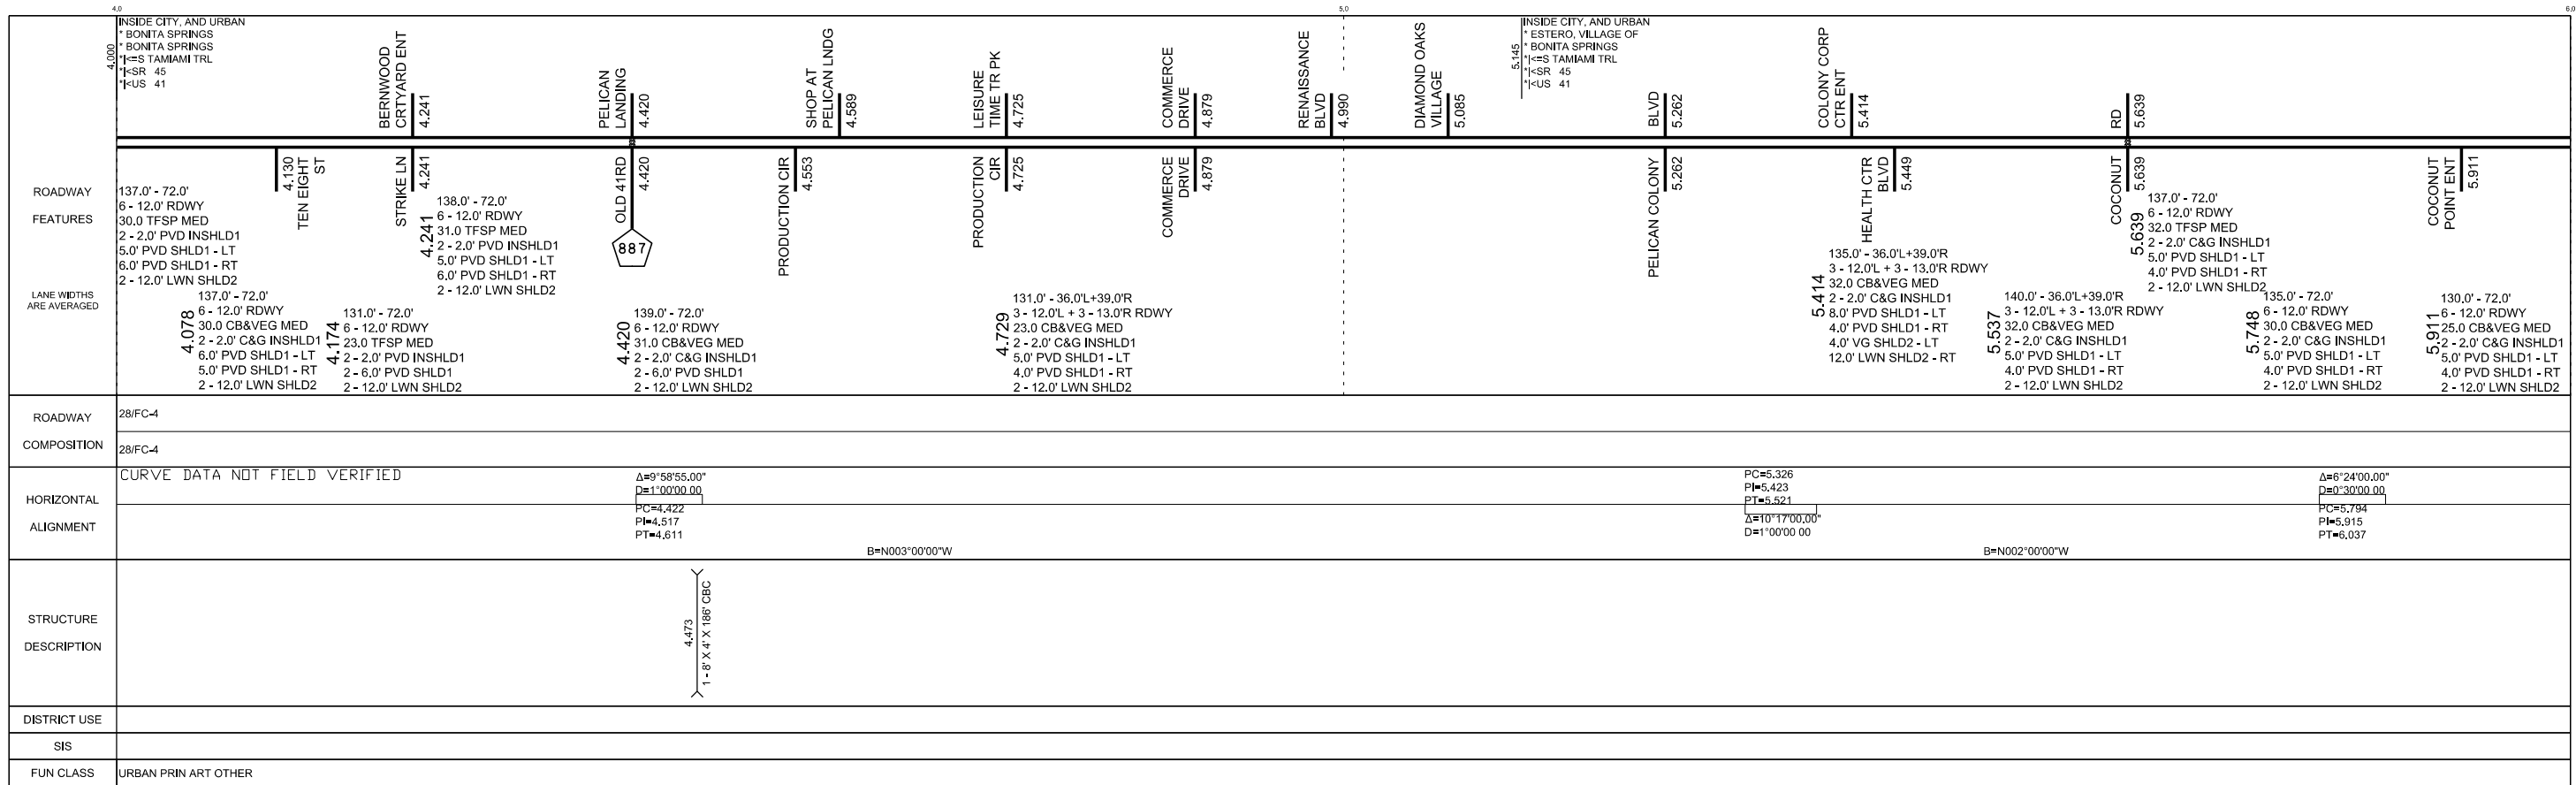 4.0
5.0
6.0
4.000
INSIDE CITY, AND URBAN
* BONITA SPRINGS
* BONITA SPRINGS
*|<=S TAMIAMI TRL
*|<SR 45
*|<US 41
BERNWOOD
CRTYARD ENT
4.241
PELICAN
LANDING
4.420
SHOP AT
PELICAN LNDG
4.589
LEISURE
TIME TR PK
4.725
COMMERCE
DRIVE
4.879
RENAISSANCE
BLVD
4.990
DIAMOND OAKS
VILLAGE
5.085
5.145
INSIDE CITY, AND URBAN
* ESTERO, VILLAGE OF
* BONITA SPRINGS
*|<=S TAMIAMI TRL
*|<SR 45
*|<US 41
BLVD
5.262
COLONY CORP
CTR ENT
5.414
RD
5.639
4.130
TEN EIGHT
ST
STRIKE LN
4.241
OLD 41RD
4.420
887
PRODUCTION CIR
4.553
PRODUCTION
CIR
4.725
COMMERCE
DRIVE
4.879
PELICAN COLONY
5.262
HEALTH CTR
BLVD
5.449
COCONUT
5.639
COCONUT
POINT ENT
5.911
ROADWAY
FEATURES
LANE WIDTHS
ARE AVERAGED
137.0' - 72.0'
6 - 12.0' RDWY
30.0 TFSP MED
2 - 2.0' PVD INSHLD1
5.0' PVD SHLD1 - LT
6.0' PVD SHLD1 - RT
2 - 12.0' LWN SHLD2
4.078
137.0' - 72.0'
6 - 12.0' RDWY
30.0 CB&VEG MED
2 - 2.0' C&G INSHLD1
6.0' PVD SHLD1 - LT
5.0' PVD SHLD1 - RT
2 - 12.0' LWN SHLD2
4.174
131.0' - 72.0'
6 - 12.0' RDWY
23.0 TFSP MED
2 - 2.0' PVD INSHLD1
2 - 6.0' PVD SHLD1
2 - 12.0' LWN SHLD2
4.241
138.0' - 72.0'
6 - 12.0' RDWY
31.0 TFSP MED
2 - 2.0' PVD INSHLD1
5.0' PVD SHLD1 - LT
6.0' PVD SHLD1 - RT
2 - 12.0' LWN SHLD2
4.420
139.0' - 72.0'
6 - 12.0' RDWY
31.0 CB&VEG MED
2 - 2.0' C&G INSHLD1
2 - 6.0' PVD SHLD1
2 - 12.0' LWN SHLD2
4.729
131.0' - 36.0'L+39.0'R
3 - 12.0'L + 3 - 13.0'R RDWY
23.0 CB&VEG MED
2 - 2.0' C&G INSHLD1
5.0' PVD SHLD1 - LT
4.0' PVD SHLD1 - RT
2 - 12.0' LWN SHLD2
5.414
135.0' - 36.0'L+39.0'R
3 - 12.0'L + 3 - 13.0'R RDWY
32.0 CB&VEG MED
2 - 2.0' C&G INSHLD1
8.0' PVD SHLD1 - LT
4.0' PVD SHLD1 - RT
4.0' VG SHLD2 - LT
12.0' LWN SHLD2 - RT
5.537
140.0' - 36.0'L+39.0'R
3 - 12.0'L + 3 - 13.0'R RDWY
32.0 CB&VEG MED
2 - 2.0' C&G INSHLD1
5.0' PVD SHLD1 - LT
4.0' PVD SHLD1 - RT
2 - 12.0' LWN SHLD2
5.639
137.0' - 72.0'
6 - 12.0' RDWY
32.0 TFSP MED
2 - 2.0' C&G INSHLD1
5.0' PVD SHLD1 - LT
4.0' PVD SHLD1 - RT
2 - 12.0' LWN SHLD2
5.748
135.0' - 72.0'
6 - 12.0' RDWY
30.0 CB&VEG MED
2 - 2.0' C&G INSHLD1
5.0' PVD SHLD1 - LT
4.0' PVD SHLD1 - RT
2 - 12.0' LWN SHLD2
5.911
130.0' - 72.0'
6 - 12.0' RDWY
25.0 CB&VEG MED
2 - 2.0' C&G INSHLD1
5.0' PVD SHLD1 - LT
4.0' PVD SHLD1 - RT
2 - 12.0' LWN SHLD2
ROADWAY
COMPOSITION
28/FC-4
28/FC-4
HORIZONTAL
ALIGNMENT
CURVE DATA NOT FIELD VERIFIED
Δ=9°58'55.00"
D=1°00'00 00
PC=4.422
PI=4.517
PT=4.611
B=N003°00'00"W
PC=5.326
PI=5.423
PT=5.521
Δ=10°17'00.00"
D=1°00'00 00
B=N002°00'00"W
Δ=6°24'00.00"
D=0°30'00 00
PC=5.794
PI=5.915
PT=6.037
STRUCTURE
DESCRIPTION
4.473
1 - 8' X 4' X 186' CBC
DISTRICT USE
SIS
FUN CLASS
URBAN PRIN ART OTHER